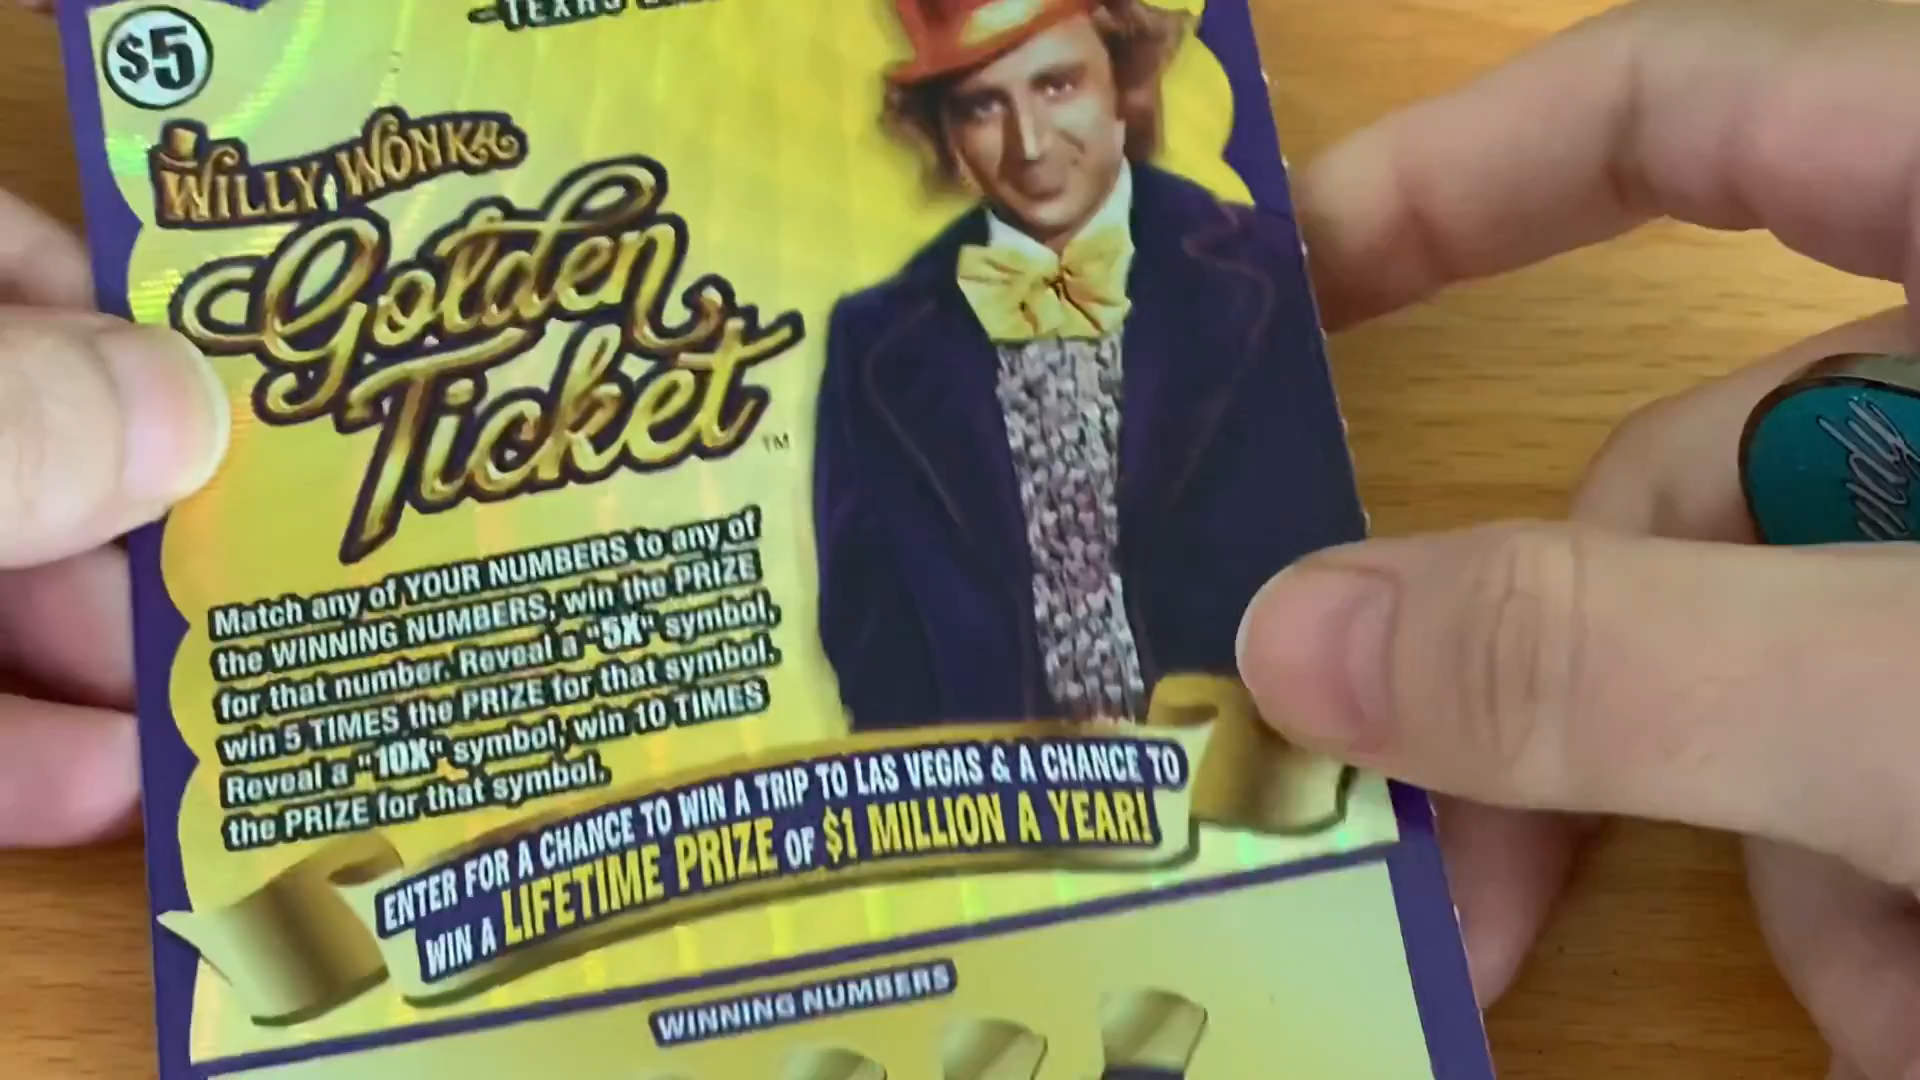 $5
TEXAS
WILLY WONKA
Golden
Ticket™
Match any of YOUR NUMBERS to any of
the WINNING NUMBERS, win the PRIZE
for that number. Reveal a "5X" symbol,
win 5 TIMES the PRIZE for that symbol.
Reveal a "10X" symbol, win 10 TIMES
the PRIZE for that symbol.
ENTER FOR A CHANCE TO WIN A TRIP TO LAS VEGAS & A CHANCE TO
WIN A LIFETIME PRIZE OF $1 MILLION A YEAR!
WINNING NUMBERS